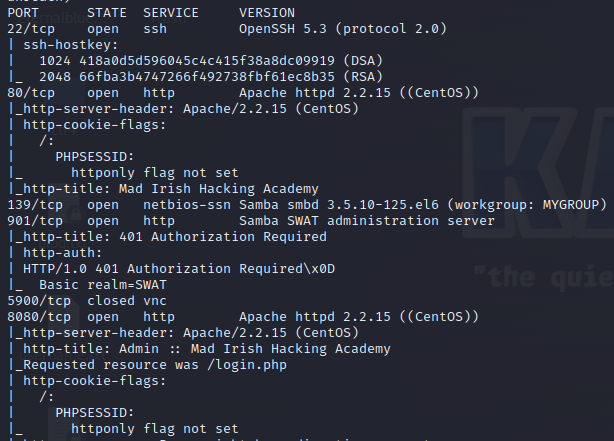 PORT     STATE  SERVICE     VERSION
22/tcp   open   ssh         OpenSSH 5.3 (protocol 2.0)
| ssh-hostkey:
|   1024 418a0d5d596045c4c415f38a8dc09919 (DSA)
|_  2048 66fba3b4747266f492738fbf61ec8b35 (RSA)
80/tcp   open   http        Apache httpd 2.2.15 ((CentOS))
|_http-server-header: Apache/2.2.15 (CentOS)
| http-cookie-flags:
|   /:
|     PHPSESSID:
|_      httponly flag not set
|_http-title: Mad Irish Hacking Academy
139/tcp  open   netbios-ssn Samba smbd 3.5.10-125.el6 (workgroup: MYGROUP)
901/tcp  open   http        Samba SWAT administration server
|_http-title: 401 Authorization Required
| http-auth:
| HTTP/1.0 401 Authorization Required\x0D
|_  Basic realm=SWAT
5900/tcp closed vnc
8080/tcp open   http        Apache httpd 2.2.15 ((CentOS))
|_http-server-header: Apache/2.2.15 (CentOS)
| http-title: Admin :: Mad Irish Hacking Academy
|_Requested resource was /login.php
| http-cookie-flags:
|   /:
|     PHPSESSID:
|_      httponly flag not set
"the quie